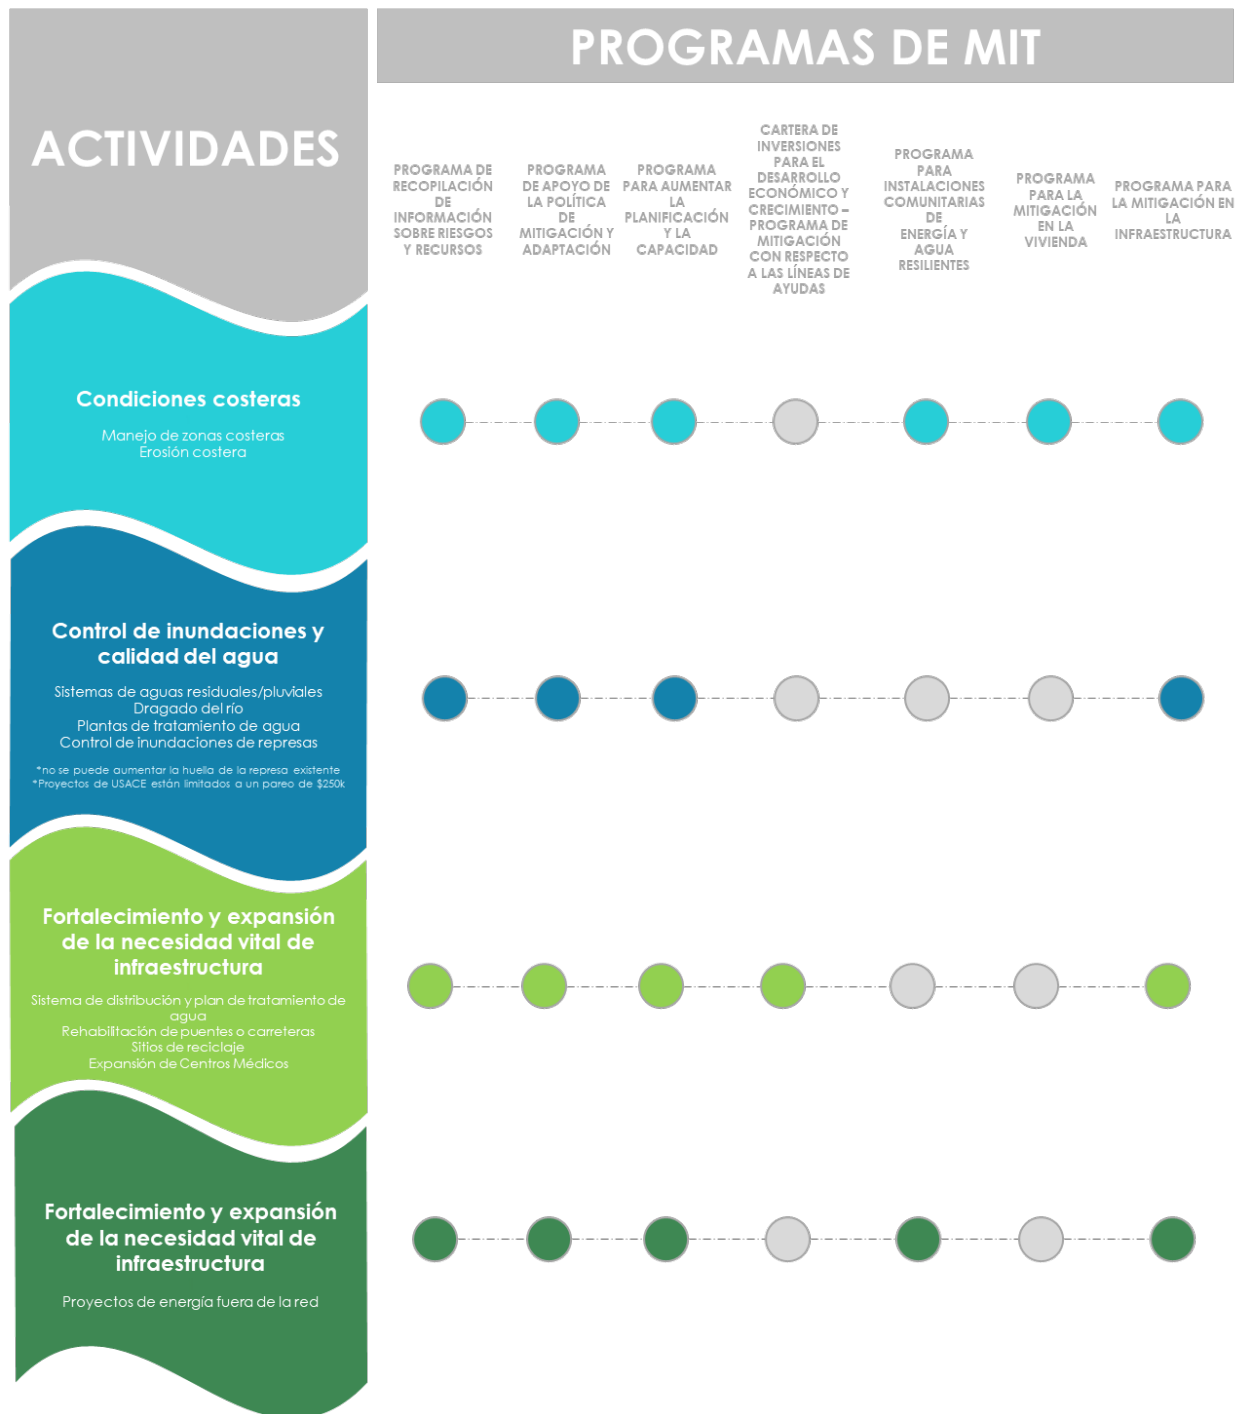 PROGRAMAS DE MIT
ACTIVIDADES
PROGRAMA DE
RECOPILACIÓN
DE
INFORMACIÓN
SOBRE RIESGOS
Y RECURSOS
PROGRAMA
DE APOYO DE
LA POLÍTICA
DE
MITIGACIÓN Y
ADAPTACIÓN
PROGRAMA
PARA AUMENTAR
LA
PLANIFICACIÓN
Y LA
CAPACIDAD
CARTERA DE
INVERSIONES
PARA EL
DESARROLLO
ECONÓMICO Y
CRECIMIENTO –
PROGRAMA DE
MITIGACIÓN
CON RESPECTO
A LAS LÍNEAS DE
AYUDAS
PROGRAMA
PARA
INSTALACIONES
COMUNITARIAS
DE
ENERGÍA Y
AGUA
RESILIENTES
PROGRAMA
PARA LA
MITIGACIÓN
EN LA
VIVIENDA
PROGRAMA PARA
LA MITIGACIÓN EN
LA
INFRAESTRUCTURA
Condiciones costeras
Manejo de zonas costeras
Erosión costera
Control de inundaciones y
calidad del agua
Sistemas de aguas residuales/pluviales
Dragado del río
Plantas de tratamiento de agua
Control de inundaciones de represas
*no se puede aumentar la huella de la represa existente
*Proyectos de USACE están limitados a un pareo de $250k
Fortalecimiento y expansión
de la necesidad vital de
infraestructura
Sistema de distribución y plan de tratamiento de
agua
Rehabilitación de puentes o carreteras
Sitios de reciclaje
Expansión de Centros Médicos
Fortalecimiento y expansión
de la necesidad vital de
infraestructura
Proyectos de energía fuera de la red